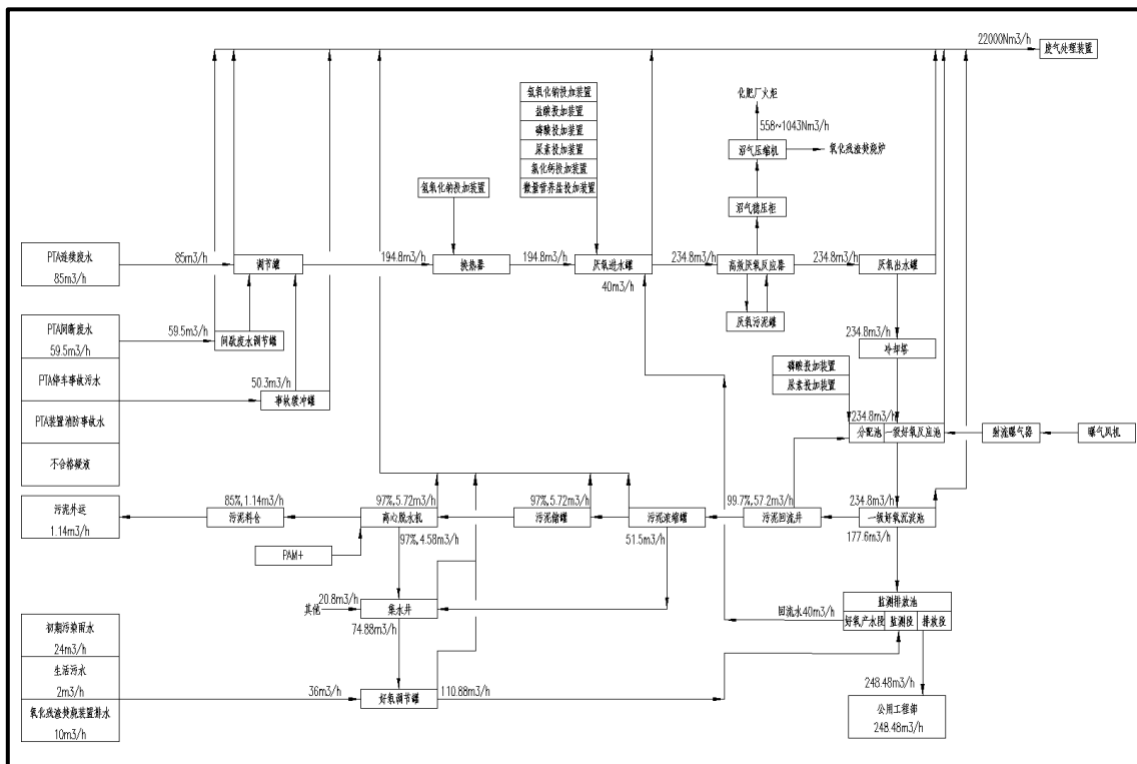 22000Nm3/h
废气处理装置
氢氧化钠投加装置
盐酸投加装置
磷酸投加装置
尿素投加装置
氯化钙投加装置
微量营养盐投加装置
化肥厂火炬
558~1043Nm3/h
沼气压缩机
氧化残渣焚烧炉
氢氧化钠投加装置
沼气稳压柜
PTA连续废水
85m3/h
85m3/h
调节罐
194.8m3/h
换热器
194.8m3/h
厌氧进水罐
40m3/h
234.8m3/h
高效厌氧反应器
234.8m3/h
厌氧出水罐
厌氧污泥罐
PTA间断废水
59.5m3/h
59.5m3/h
间歇废水调节罐
234.8m3/h
冷却塔
PTA停车事故污水
50.3m3/h
事故缓冲罐
磷酸投加装置
尿素投加装置
PTA装置消防事故水
234.8m3/h
分配池
一级好氧反应池
射流曝气器
曝气风机
不合格凝液
污泥外运
1.14m3/h
85%,1.14m3/h
污泥料仓
97%,5.72m3/h
离心脱水机
97%,4.58m3/h
97%,5.72m3/h
污泥储罐
污泥浓缩罐
51.5m3/h
99.7%,57.2m3/h
污泥回流井
234.8m3/h
一级好氧沉淀池
177.6m3/h
PAM+
其他
20.8m3/h
集水井
74.88m3/h
回流水40m3/h
监测排放池
好氧产水段
监测段
排放段
初期污染雨水
24m3/h
生活污水
2m3/h
氧化残渣焚烧装置排水
10m3/h
36m3/h
好氧调节罐
110.88m3/h
248.48m3/h
公用工程部
248.48m3/h